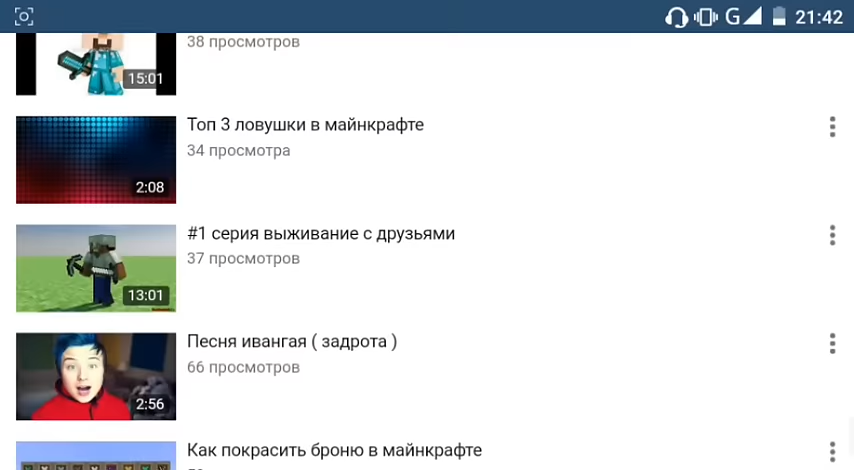 G 21:42
38 просмотров
15:01
Топ 3 ловушки в майнкрафте
34 просмотра
2:08
#1 серия выживание с друзьями
37 просмотров
13:01
Песня ивангая ( задрота )
66 просмотров
2:56
Как покрасить броню в майнкрафте